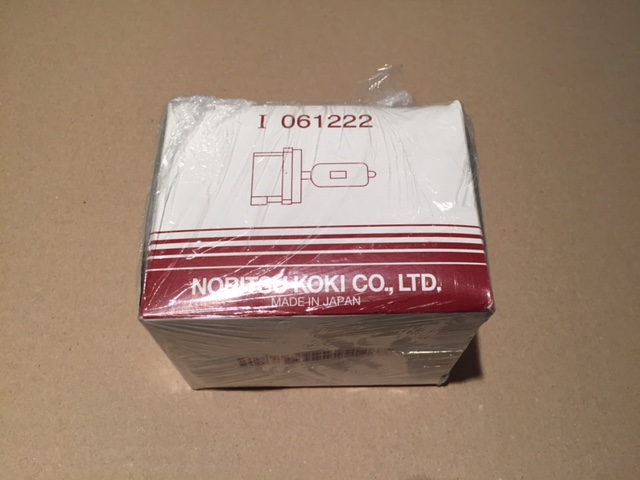 I 061222
NORITSU KOKI CO., LTD.
MADE IN JAPAN